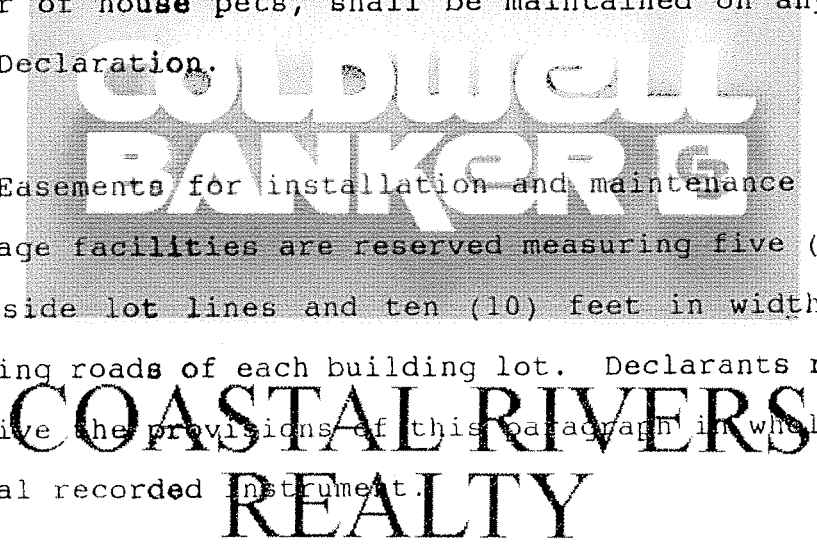 r of house pets, shall be maintained on any
Declaration.
COLDWELL
BANKER CB
Easements for installation and maintenance
age facilities are reserved measuring five (
side lot lines and ten (10) feet in width
ing roads of each building lot. Declarants r
COASTAL RIVERS
ive the provisions of this paragraph in whol
REALTY
al recorded instrument.